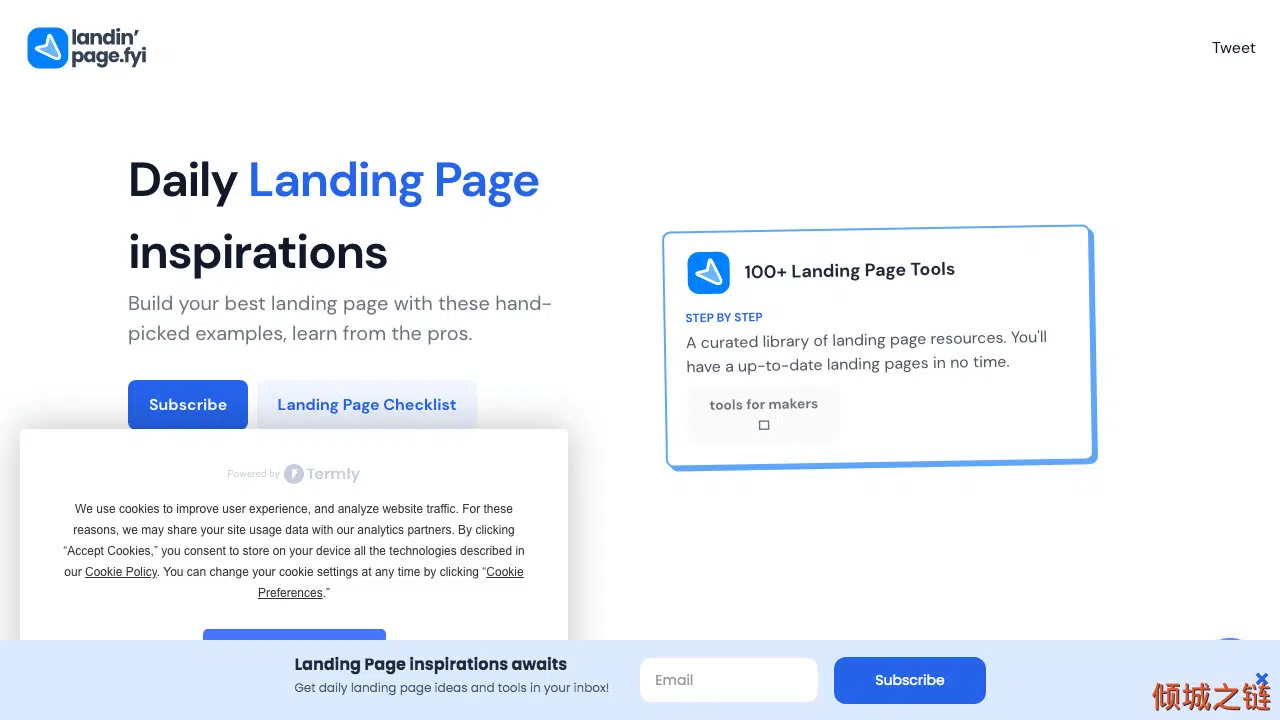 landin'
page.fyi
Tweet
Daily Landing Page
inspirations
Build your best landing page with these hand-
picked examples, learn from the pros.
Subscribe
Landing Page Checklist
100+ Landing Page Tools
STEP BY STEP
A curated library of landing page resources. You'll
have a up-to-date landing pages in no time.
tools for makers
Powered by Termly
We use cookies to improve user experience, and analyze website traffic. For these
reasons, we may share your site usage data with our analytics partners. By clicking
“Accept Cookies,” you consent to store on your device all the technologies described in
our Cookie Policy. You can change your cookie settings at any time by clicking “Cookie
Preferences.”
Landing Page inspirations awaits
Get daily landing page ideas and tools in your inbox!
Email
Subscribe
倾城之链